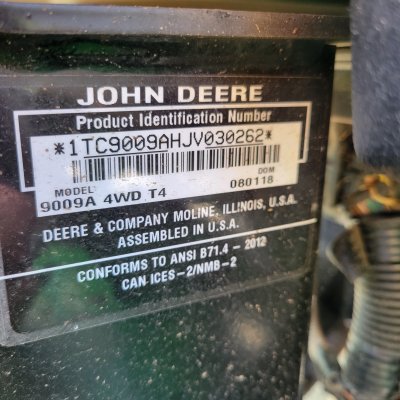 JOHN DEERE
Product Identification Number
*1TC9009AHJV030262*
MODEL DOM
9009A 4WD T4 080118
DEERE & COMPANY MOLINE, ILLINOIS, U.S.A.
ASSEMBLED IN U.S.A.
CONFORMS TO ANSI B71.4 - 2012
CAN ICES-2/NMB-2